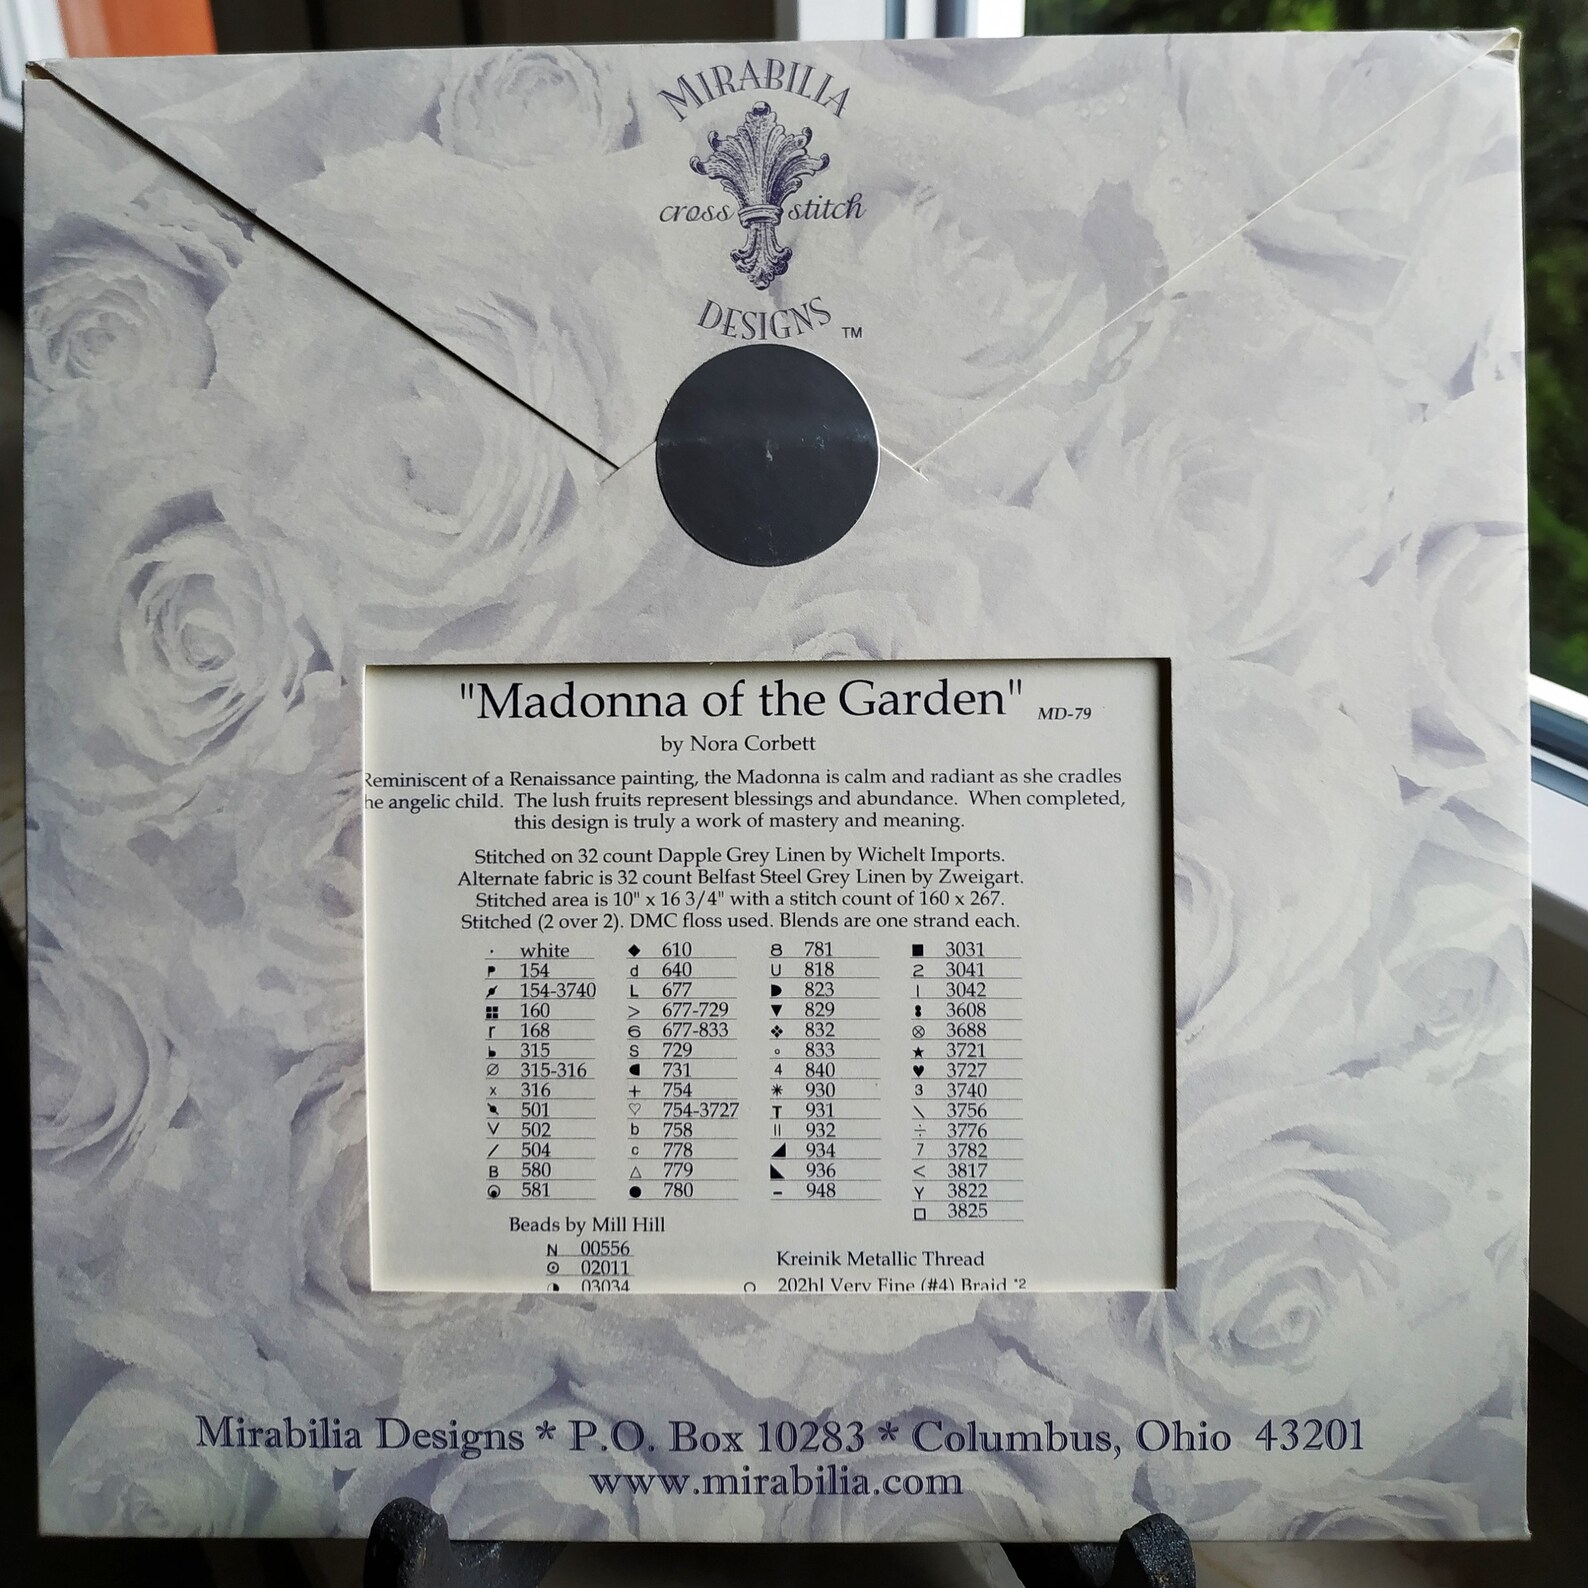 MIRABILIA
cross stitch
DESIGNS ™
"Madonna of the Garden" MD-79
by Nora Corbett
Reminiscent of a Renaissance painting, the Madonna is calm and radiant as she cradles
he angelic child. The lush fruits represent blessings and abundance. When completed,
this design is truly a work of mastery and meaning.
Stitched on 32 count Dapple Grey Linen by Wichelt Imports.
Alternate fabric is 32 count Belfast Steel Grey Linen by Zweigart.
Stitched area is 10" x 16 3/4" with a stitch count of 160 x 267.
Stitched (2 over 2). DMC floss used. Blends are one strand each.
· white ◆ 610 8 781 ■ 3031
P 154 d 640 U 818 2 3041
154-3740 L 677 823 | 3042
160 > 677-729 ▼ 829 3608
r 168 6 677-833 ❖ 832 ⊗ 3688
315 S 729 ∘ 833 ★ 3721
∅ 315-316 731 4 840 ♥ 3727
x 316 + 754 * 930 3 3740
501 ♡ 754-3727 T 931 \ 3756
V 502 b 758 || 932 ÷ 3776
/ 504 c 778 ◢ 934 7 3782
B 580 △ 779 ◣ 936 < 3817
581 ● 780 – 948 Y 3822
□ 3825
Beads by Mill Hill
N 00556
⊙ 02011
03034
Kreinik Metallic Thread
○ 202hl Very Fine (#4) Braid *2
Mirabilia Designs * P.O. Box 10283 * Columbus, Ohio 43201
www.mirabilia.com